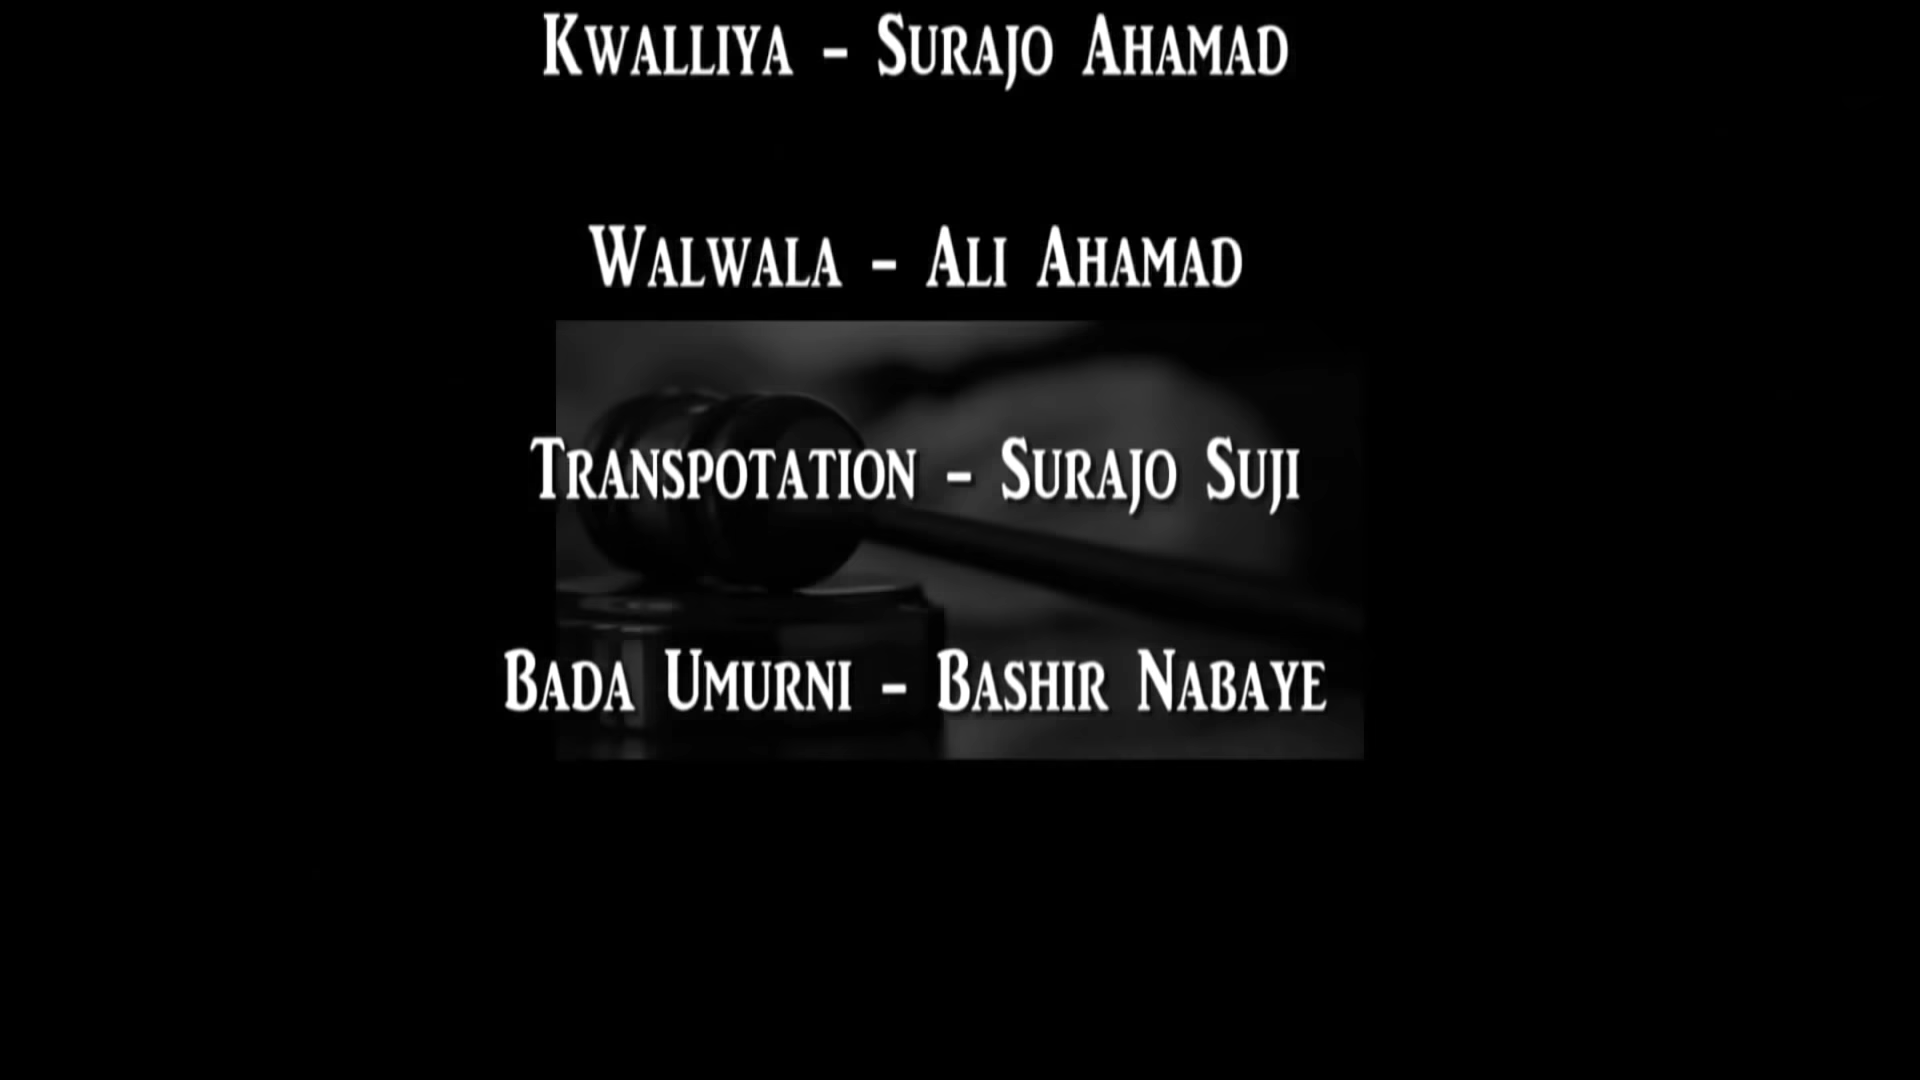 Kwalliya - Surajo Ahamad
Walwala - Ali Ahamad
Transpotation - Surajo Suji
Bada Umurni - Bashir Nabaye